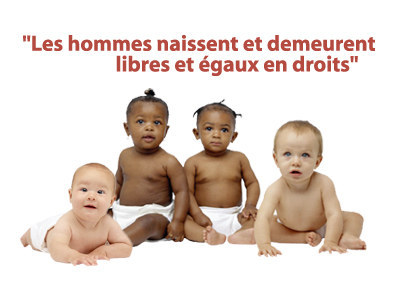 "Les hommes naissent et demeurent
libres et égaux en droits"